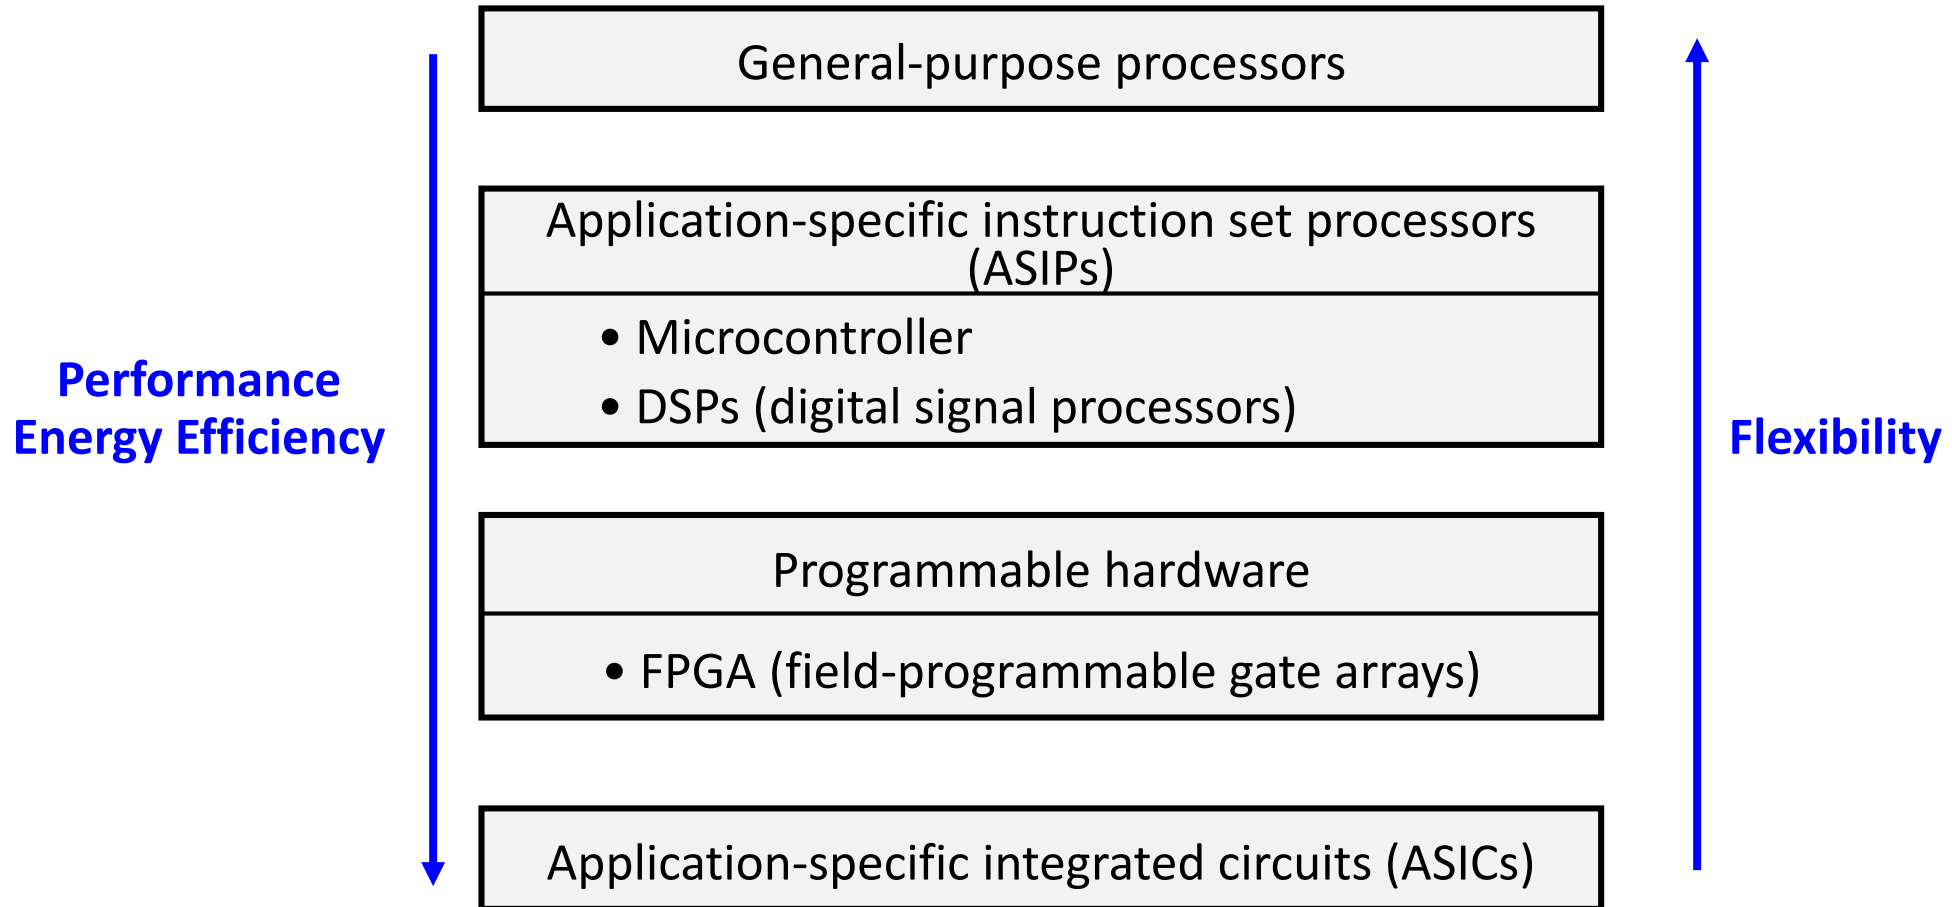 General-purpose processors
Application-specific instruction set processors
(ASIPs)
• Microcontroller
• DSPs (digital signal processors)
Performance
Energy Efficiency
Flexibility
Programmable hardware
• FPGA (field-programmable gate arrays)
Application-specific integrated circuits (ASICs)